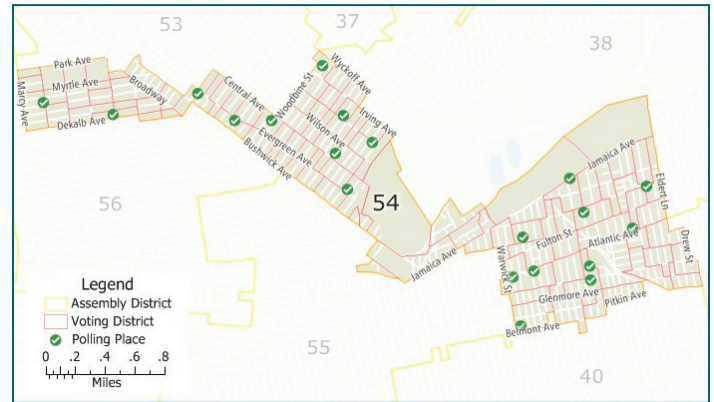 53
37
38
Park Ave
Myrtle Ave
Marcy Ave
Dekalb Ave
Broadway
Central Ave
Woodbine St
Wyckoff Ave
Irving Ave
Wilson Ave
Evergreen Ave
Bushwick Ave
56
54
Jamaica Ave
Jamaica Ave
Eldert Ln
Fulton St
Atlantic Ave
Drew St
Warwick St
Glenmore Ave
Pitkin Ave
Belmont Ave
55
40
Legend
Assembly District
Voting District
Polling Place
0 .2 .4 .6 .8
Miles